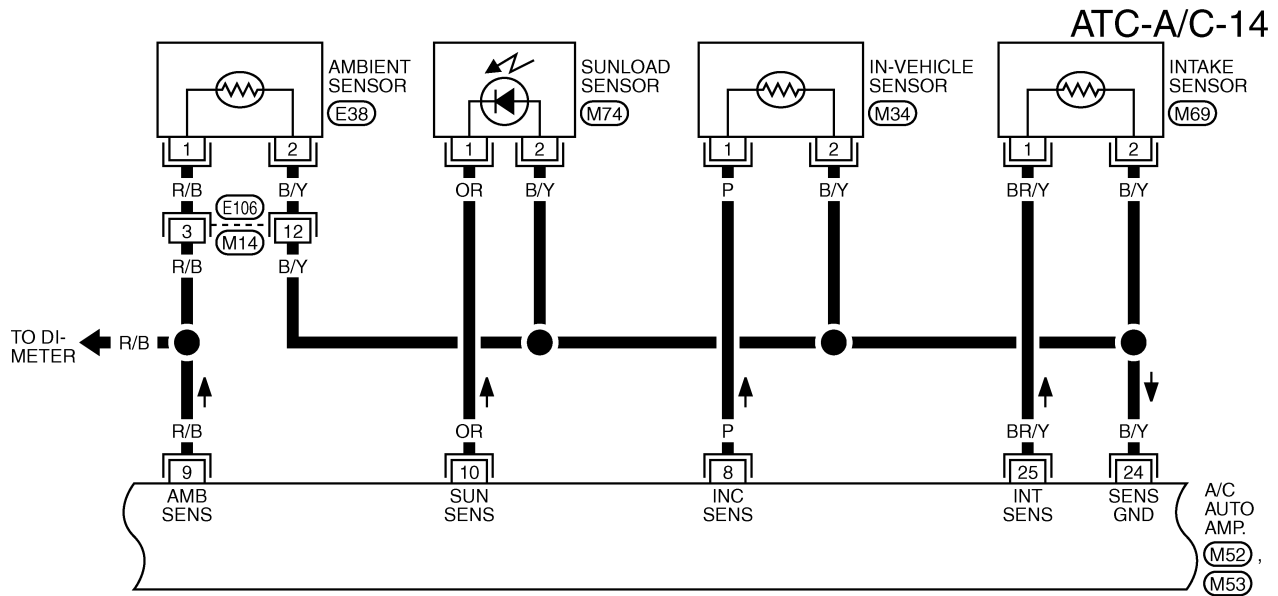 ATC-A/C-14
AMBIENT
SENSOR
E38
SUNLOAD
SENSOR
M74
IN-VEHICLE
SENSOR
M34
INTAKE
SENSOR
M69
1 2 1 2 1 2 1 2
R/B B/Y OR B/Y P B/Y BR/Y B/Y
E106
3 12
M14
R/B B/Y
TO DI-
METER
R/B
R/B OR P BR/Y B/Y
9 10 8 25 24
AMB
SENS
SUN
SENS
INC
SENS
INT
SENS
SENS
GND
A/C
AUTO
AMP.
M52 ,
M53